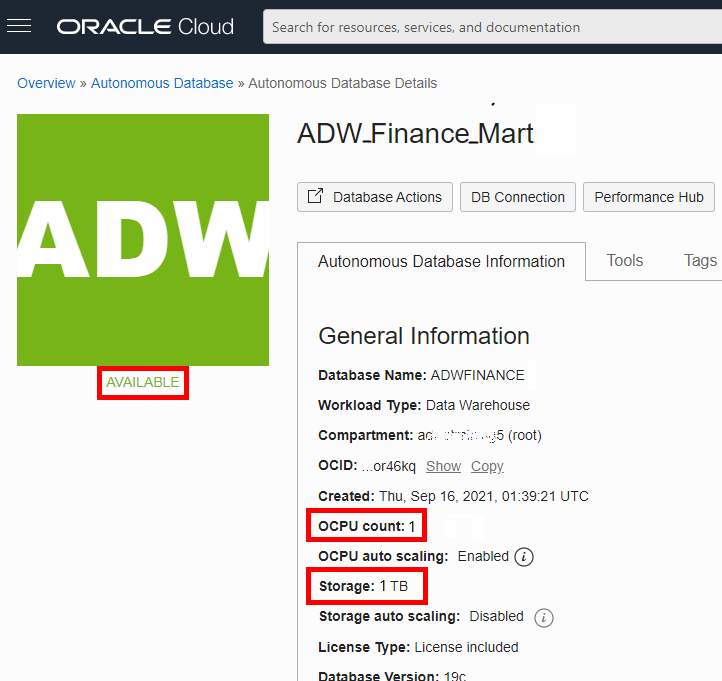 ORACLE Cloud
Search for resources, services, and documentation
Overview » Autonomous Database » Autonomous Database Details
ADW_Finance_Mart
ADW
AVAILABLE
Database Actions
DB Connection
Performance Hub
Autonomous Database Information
Tools
Tags
General Information
Database Name: ADWFINANCE
Workload Type: Data Warehouse
Compartment: (root)
OCID: ...or46kq Show Copy
Created: Thu, Sep 16, 2021, 01:39:21 UTC
OCPU count: 1
OCPU auto scaling: Enabled i
Storage: 1 TB
Storage auto scaling: Disabled i
License Type: License included
Database Version: 19c